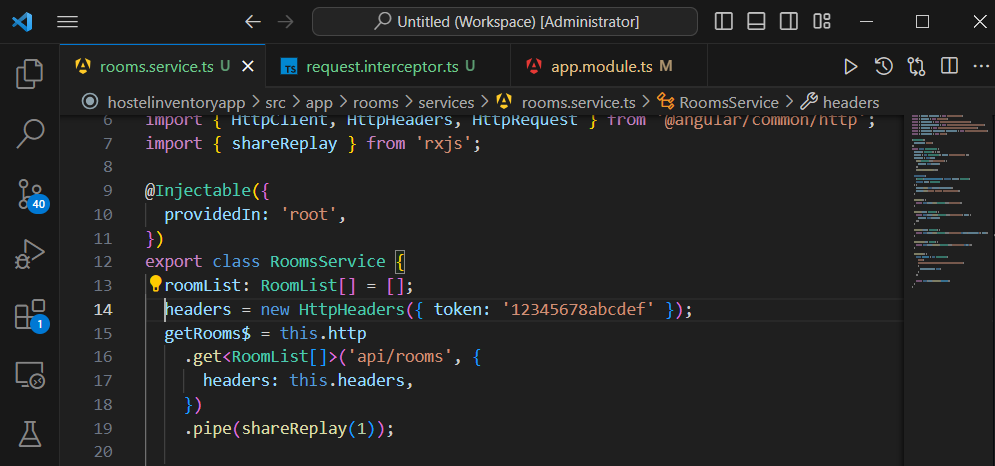 Untitled (Workspace) [Administrator]
rooms.service.ts U
TS request.interceptor.ts U
app.module.ts M
hostelinventoryapp > src > app > rooms > services > rooms.service.ts > RoomsService > headers
6 import { HttpClient, HttpHeaders, HttpRequest } from '@angular/common/http';
7 import { shareReplay } from 'rxjs';
8
9 @Injectable({
10 providedIn: 'root',
11 })
12 export class RoomsService {
13 roomList: RoomList[] = [];
14 headers = new HttpHeaders({ token: '12345678abcdef' });
15 getRooms$ = this.http
16 .get<RoomList[]>('api/rooms', {
17 headers: this.headers,
18 })
19 .pipe(shareReplay(1));
20
40
1